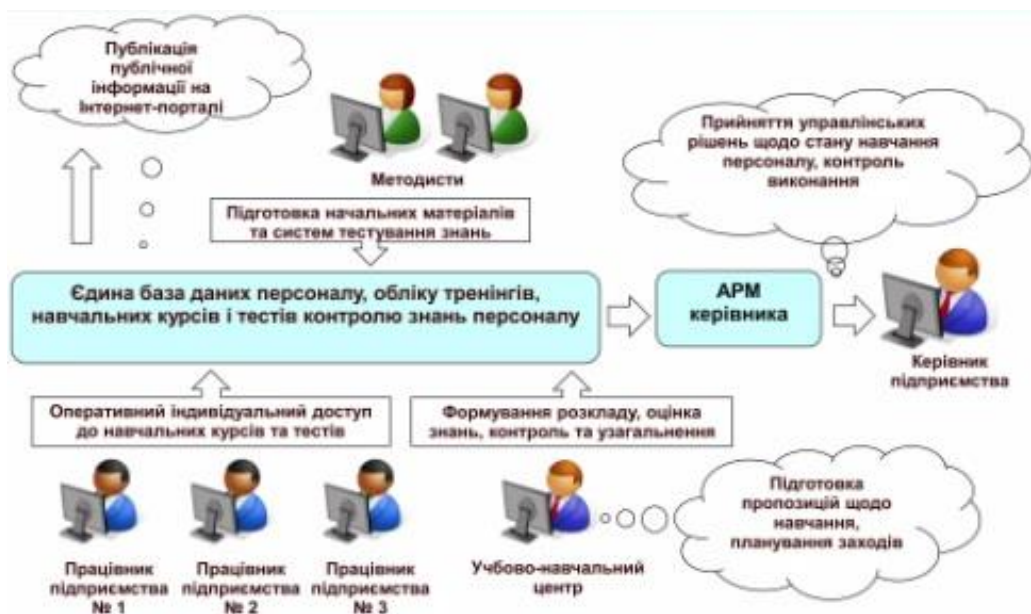 Публікація
публічної
інформації на
Інтернет-порталі
Методисти
Підготовка начальних матеріалів
та систем тестування знань
Прийняття управлінських
рішень щодо стану навчання
персоналу, контроль
виконання
Єдина база даних персоналу, обліку тренінгів,
навчальних курсів і тестів контролю знань персоналу
АРМ
керівника
Керівник
підприємства
Оперативний індивідуальний доступ
до навчальних курсів та тестів
Формування розкладу, оцінка
знань, контроль та узагальнення
Працівник
підприємства
№ 1
Працівник
підприємства
№ 2
Працівник
підприємства
№ 3
Учбово-навчальний
центр
Підготовка
пропозицій щодо
навчання,
планування заходів